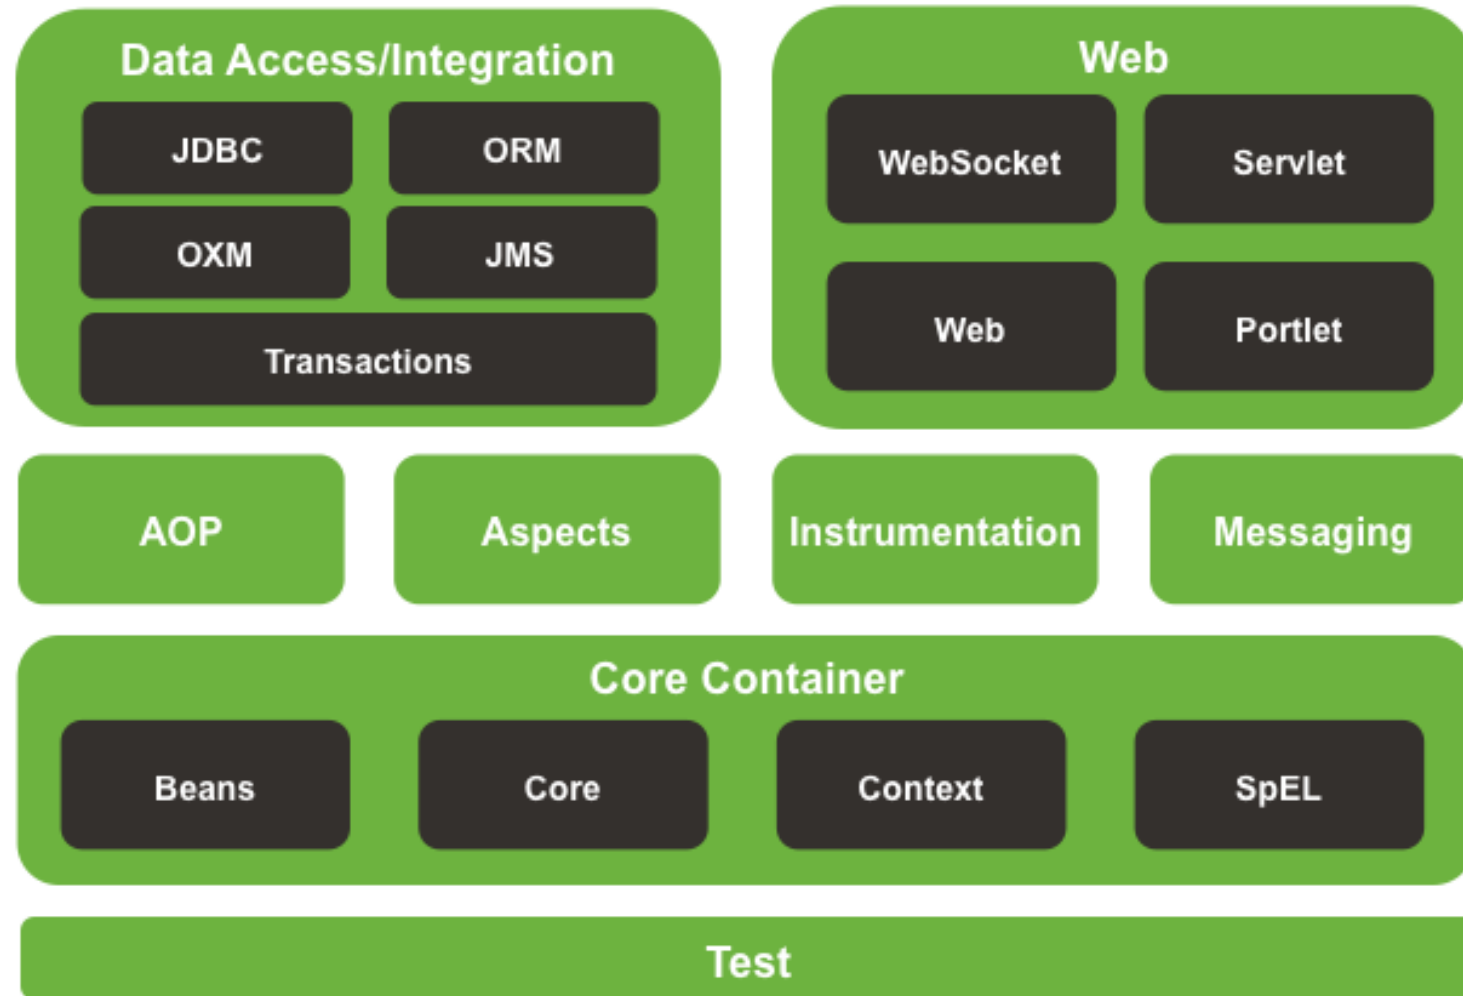 Data Access/Integration
JDBC
ORM
OXM
JMS
Transactions
Web
WebSocket
Servlet
Web
Portlet
AOP
Aspects
Instrumentation
Messaging
Core Container
Beans
Core
Context
SpEL
Test